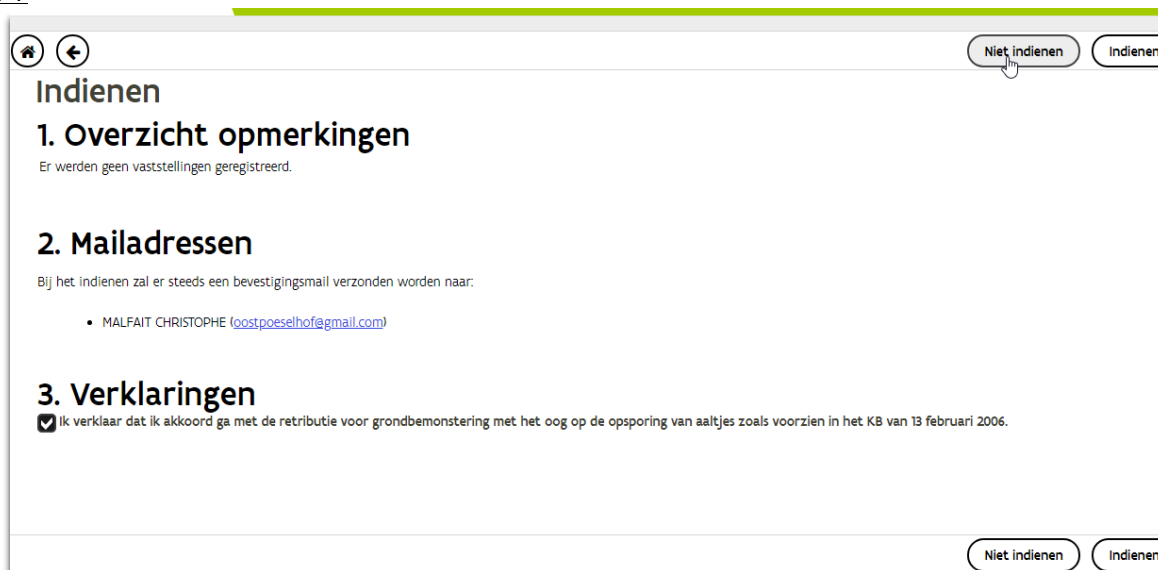 Niet indienen Indienen
Indienen
1. Overzicht opmerkingen
Er werden geen vaststellingen geregistreerd.
2. Mailadressen
Bij het indienen zal er steeds een bevestigingsmail verzonden worden naar:
• MALFAIT CHRISTOPHE (oostpoeselhof@gmail.com)
3. Verklaringen
Ik verklaar dat ik akkoord ga met de retributie voor grondbemonstering met het oog op de opsporing van aaltjes zoals voorzien in het KB van 13 februari 2006.
Niet indienen Indienen